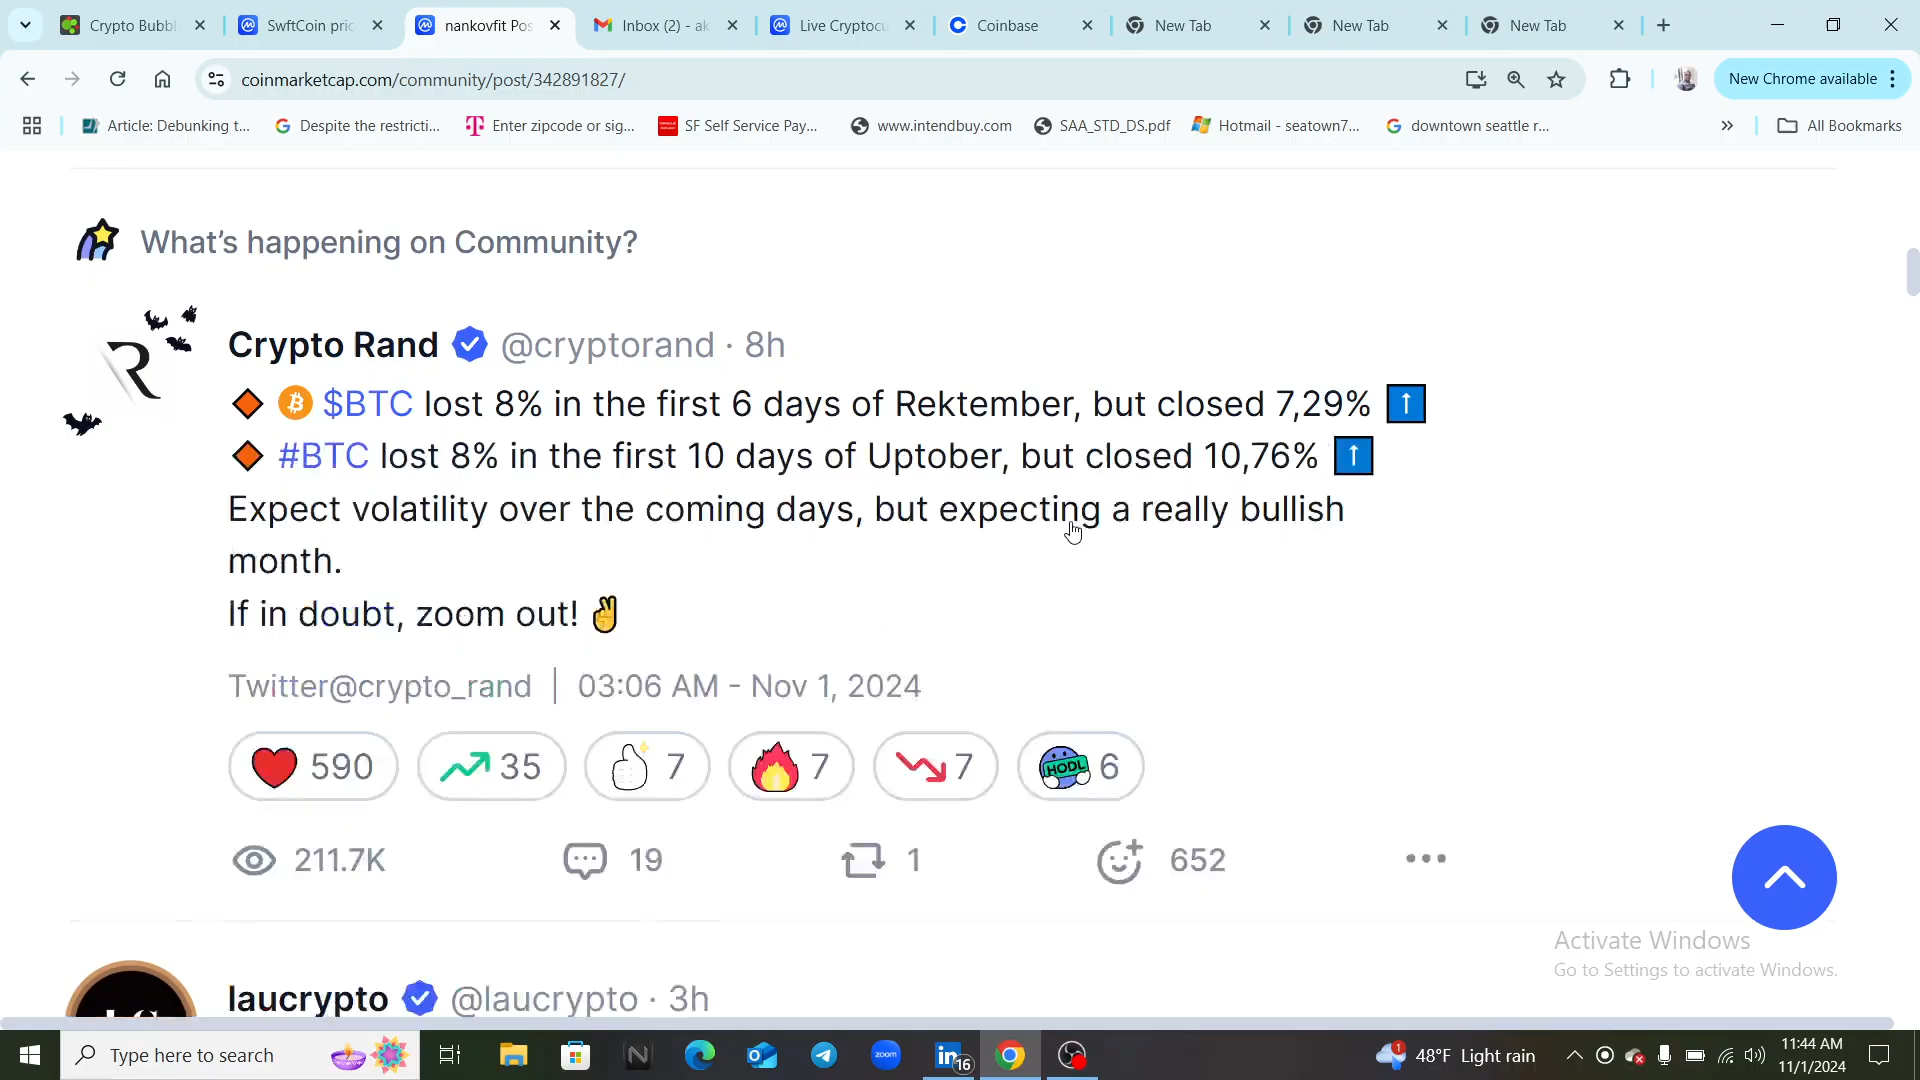 Crypto Bubbl
SwftCoin pric
nankovfit Pos
Inbox (2) - ak
Live Cryptocu
Coinbase
New Tab
New Tab
New Tab
coinmarketcap.com/community/post/342891827/
New Chrome available
Article: Debunking t...
Despite the restricti...
Enter zipcode or sig...
SF Self Service Pay...
www.intendbuy.com
SAA_STD_DS.pdf
Hotmail - seatown7...
downtown seattle r...
All Bookmarks
What's happening on Community?
Crypto Rand @cryptorand · 8h
$BTC lost 8% in the first 6 days of Rektember, but closed 7,29% ↑
#BTC lost 8% in the first 10 days of Uptober, but closed 10,76% ↑
Expect volatility over the coming days, but expecting a really bullish
month.
If in doubt, zoom out! ✌
Twitter@crypto_rand | 03:06 AM - Nov 1, 2024
590
35
7
7
7
HODL 6
211.7K
19
1
652
Activate Windows
Go to Settings to activate Windows.
laucrypto @laucrypto · 3h
Type here to search
zoom
in 16
1
48°F Light rain
11:44 AM
11/1/2024